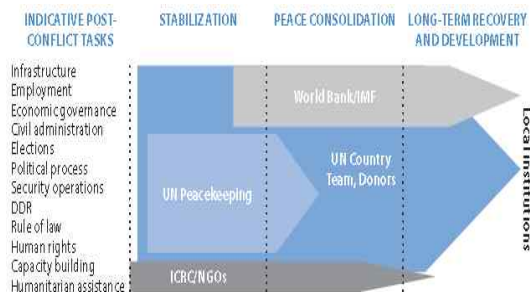 INDICATIVE POST-
CONFLICT TASKS
STABILIZATION
PEACE CONSOLIDATION
LONG-TERM RECOVERY
AND DEVELOPMENT
Infrastructure
Employment
Economic governance
Civil administration
Elections
Political process
Security operations
DDR
Rule of law
Human rights
Capacity building
Humanitarian assistance
World Bank/IMF
UN Peacekeeping
UN Country
Team, Donors
ICRC/NGOs
Local institutions